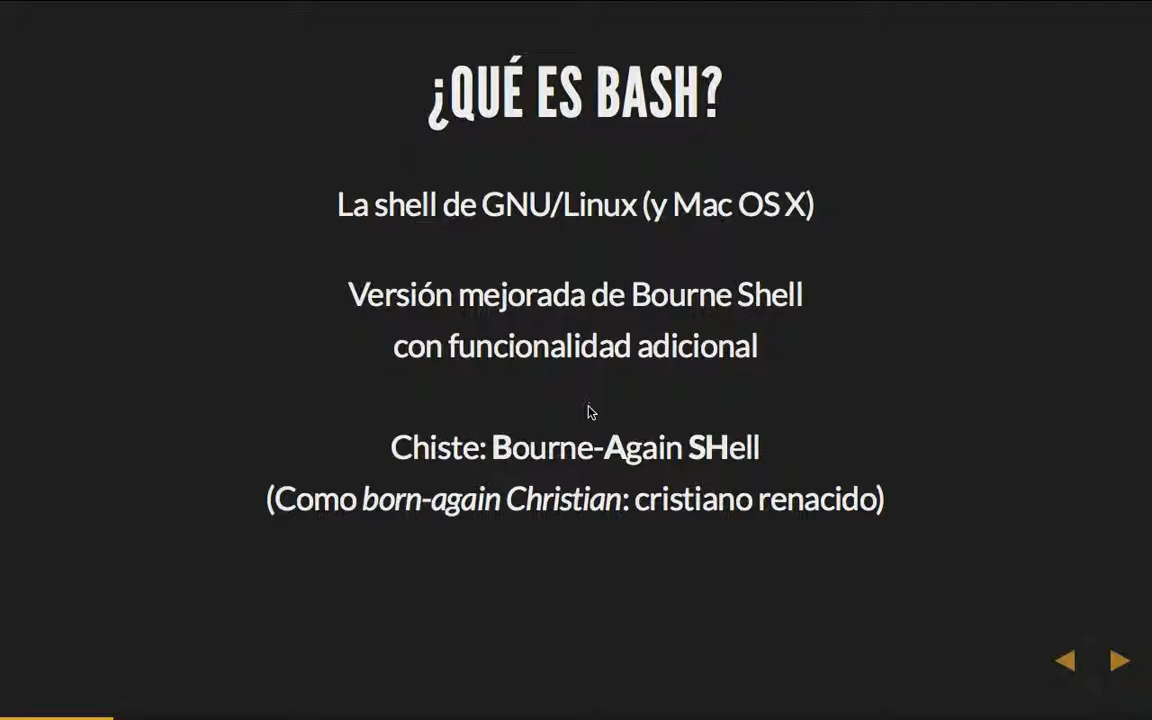 ¿QUÉ ES BASH?
La shell de GNU/Linux (y Mac OS X)
Versión mejorada de Bourne Shell
con funcionalidad adicional
Chiste: Bourne-Again SHell
(Como born-again Christian: cristiano renacido)